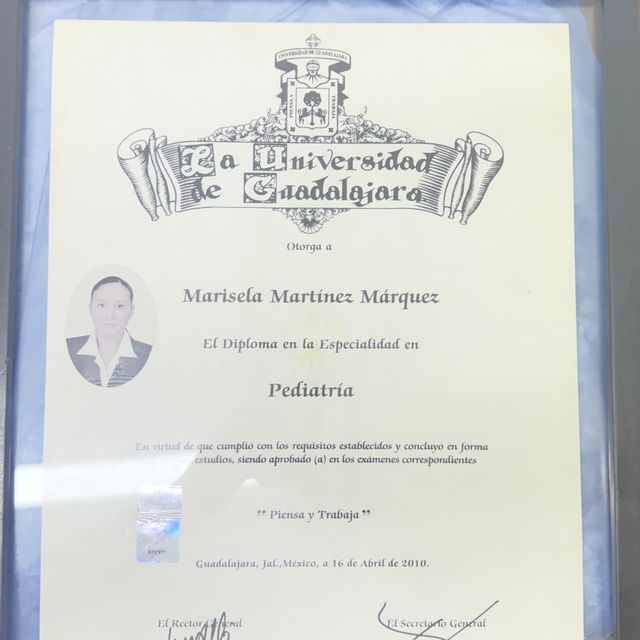 UNIVERSIDAD DE GUADALAJARA
PIENSA Y
TRABAJA
La Universidad
de Guadalajara
Otorga a
Marisela Martínez Márquez
El Diploma en la Especialidad en
Pediatría
En virtud de que cumplió con los requisitos establecidos y concluyó en forma
estudios, siendo aprobado (a) en los exámenes correspondientes
"Piensa y Trabaja"
Guadalajara, Jal.,México, a 16 de Abril de 2010.
El Rector General
El Secretario General